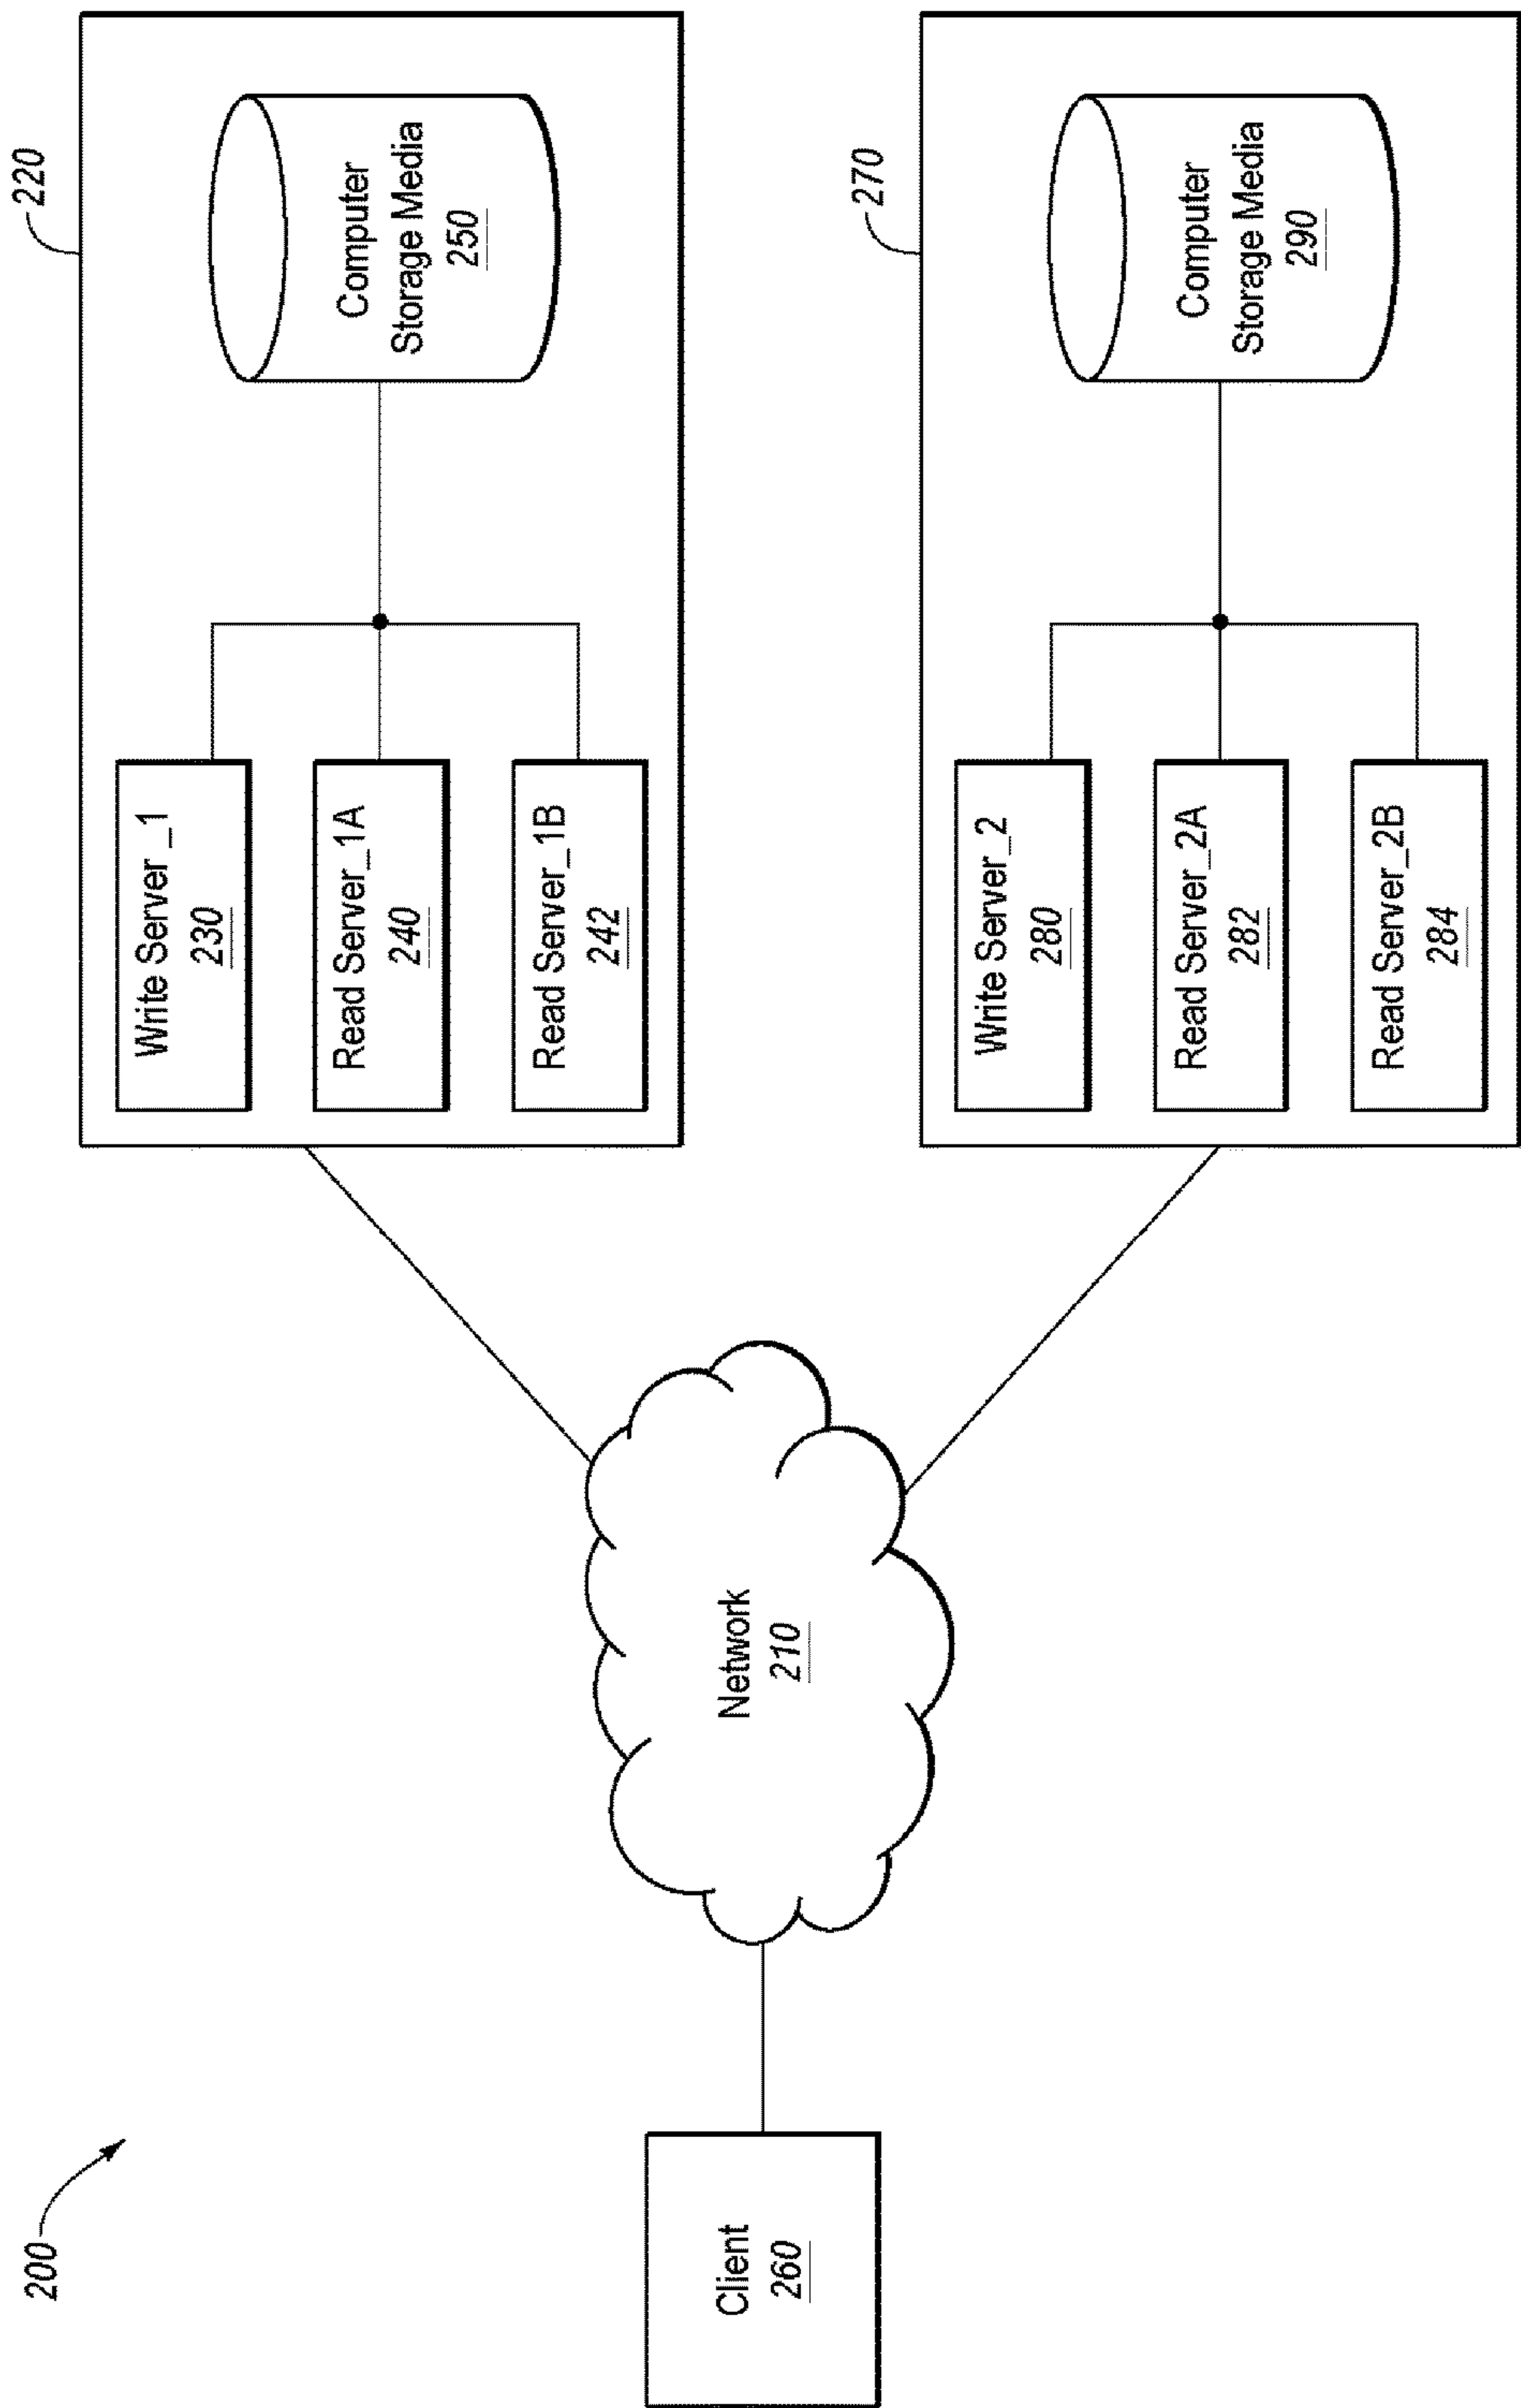 200
Client
260
Network
210
220
Write Server_1
230
Read Server_1A
240
Read Server_1B
242
Computer
Storage Media
250
270
Write Server_2
280
Read Server_2A
282
Read Server_2B
284
Computer
Storage Media
290